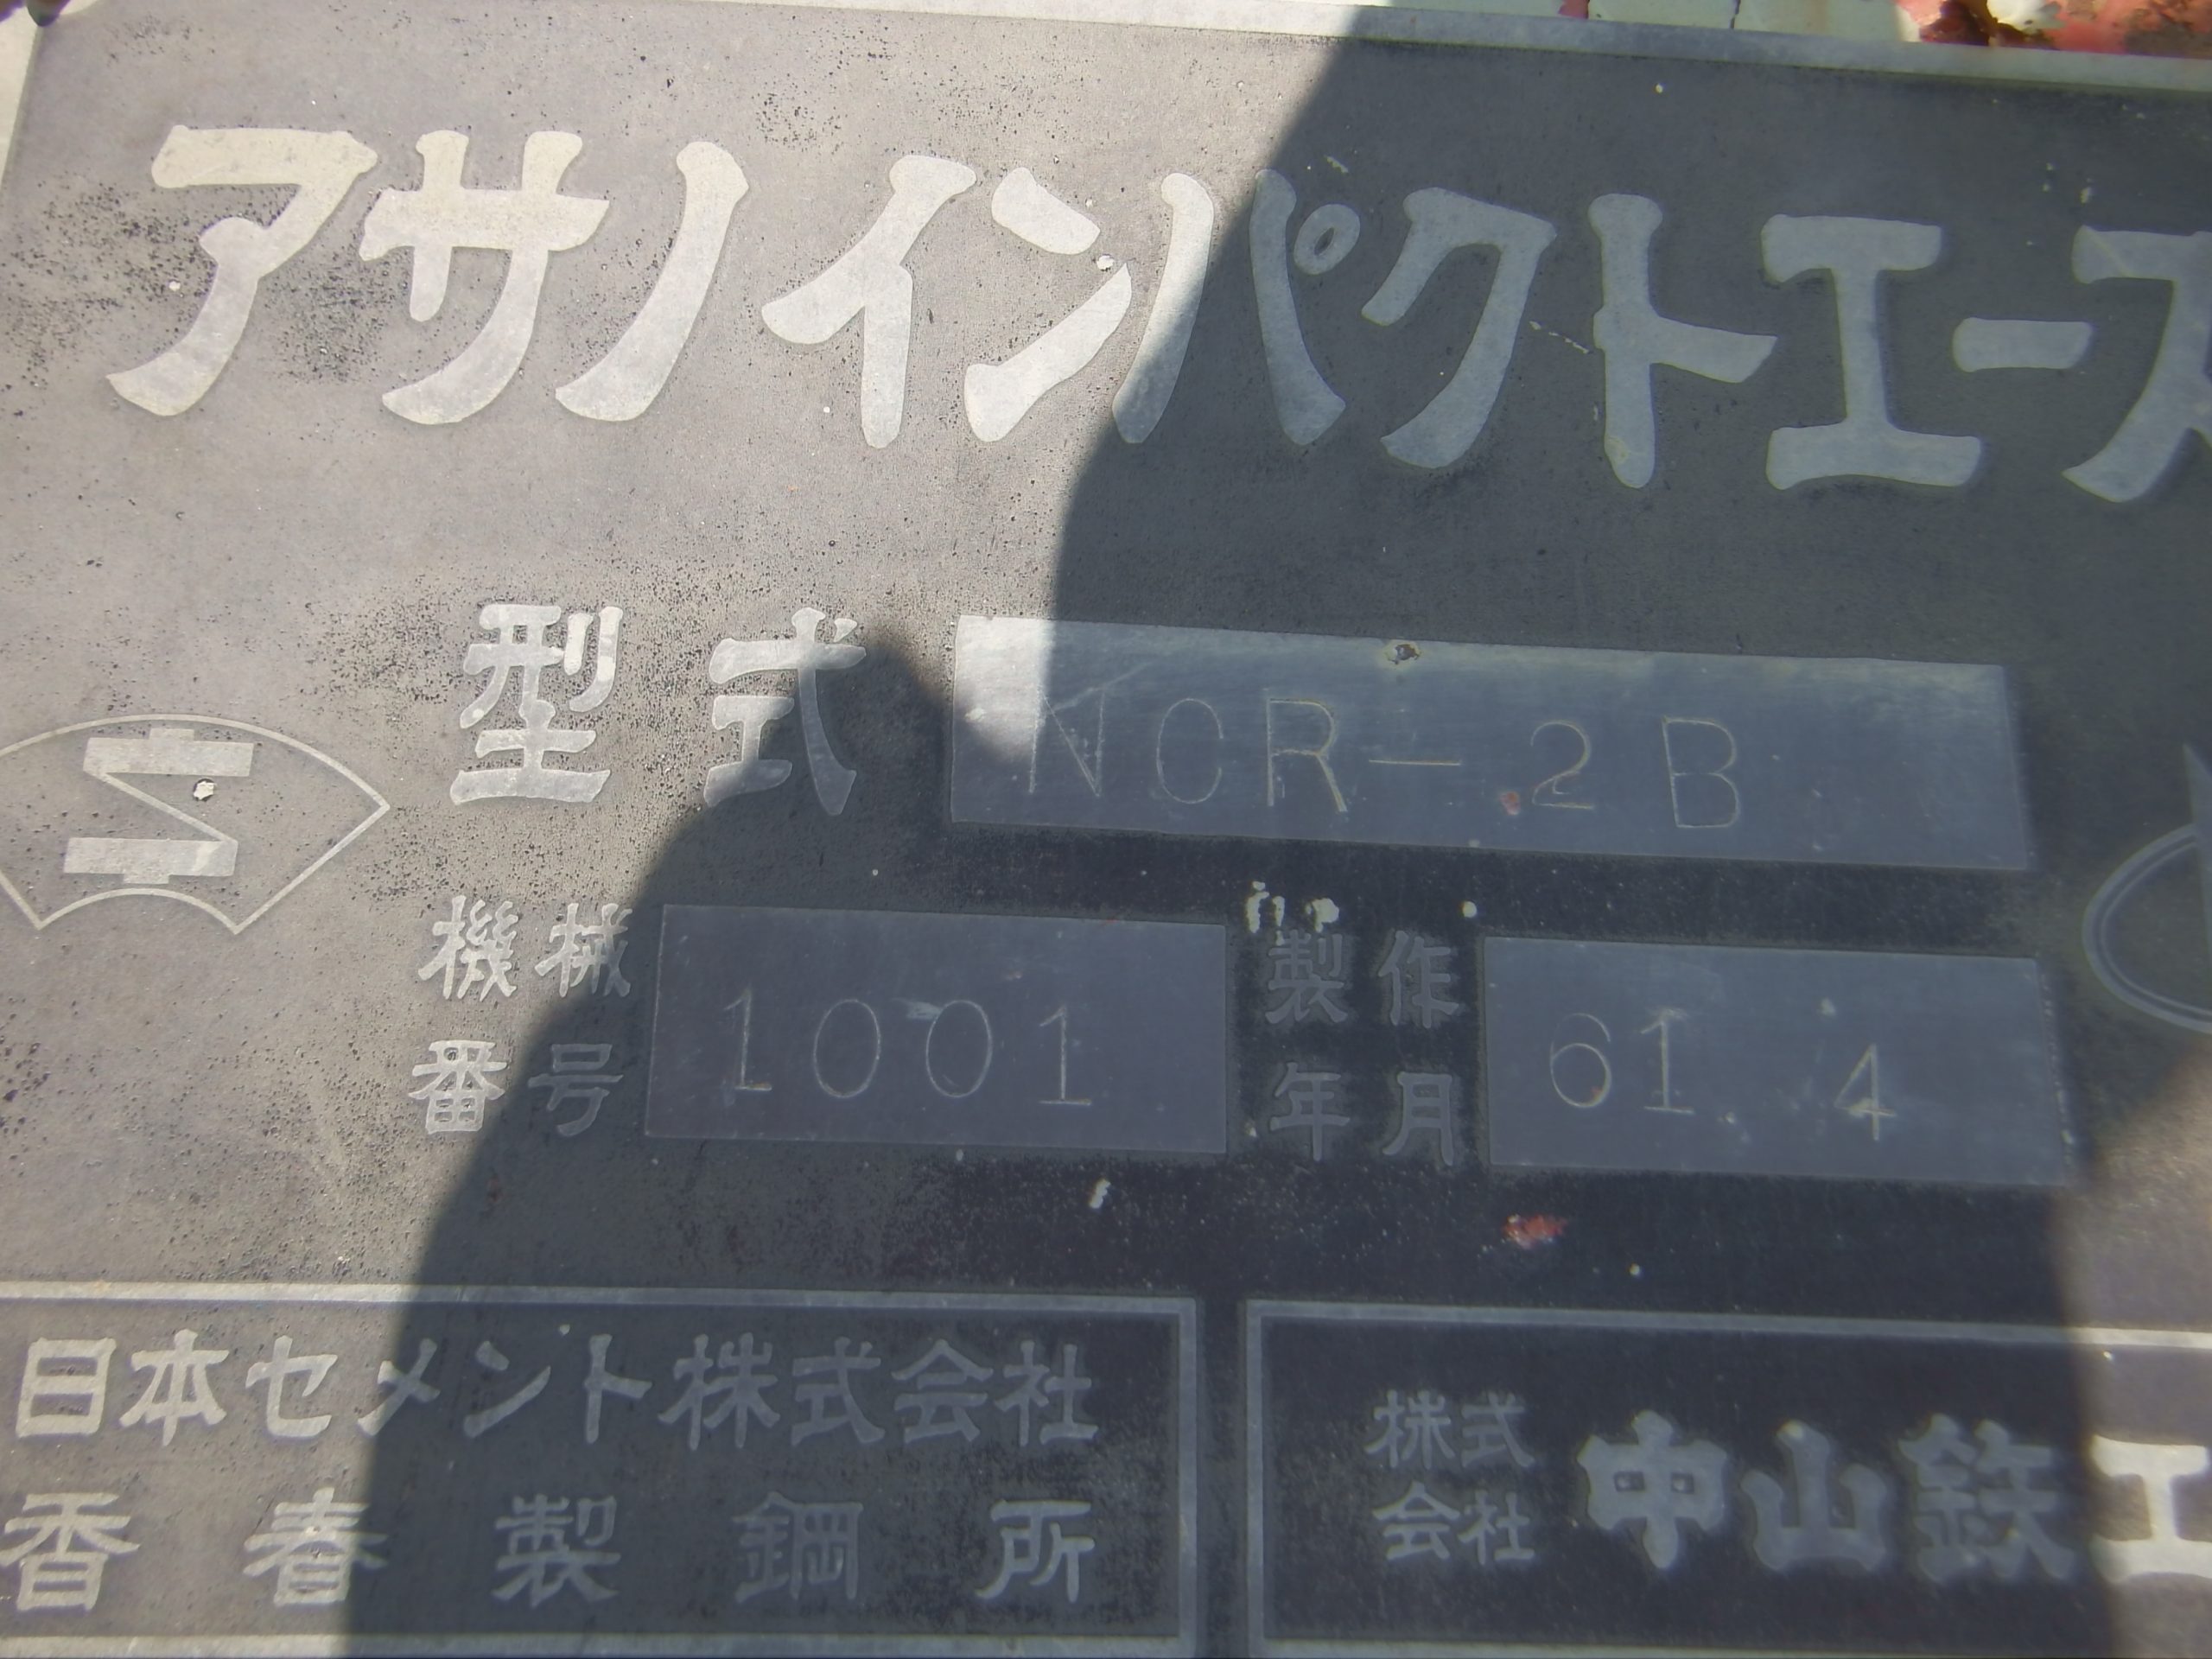 アサノインパクトエース
型式 NCR-2B
機械番号 1001 製作年月 61 4
日本セメント株式会社
香春製鋼所
株式会社 中山鉄工